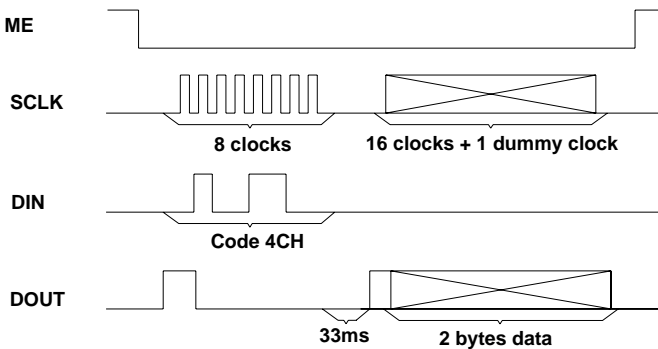 ME
SCLK
8 clocks
16 clocks + 1 dummy clock
DIN
Code 4CH
DOUT
33ms
2 bytes data